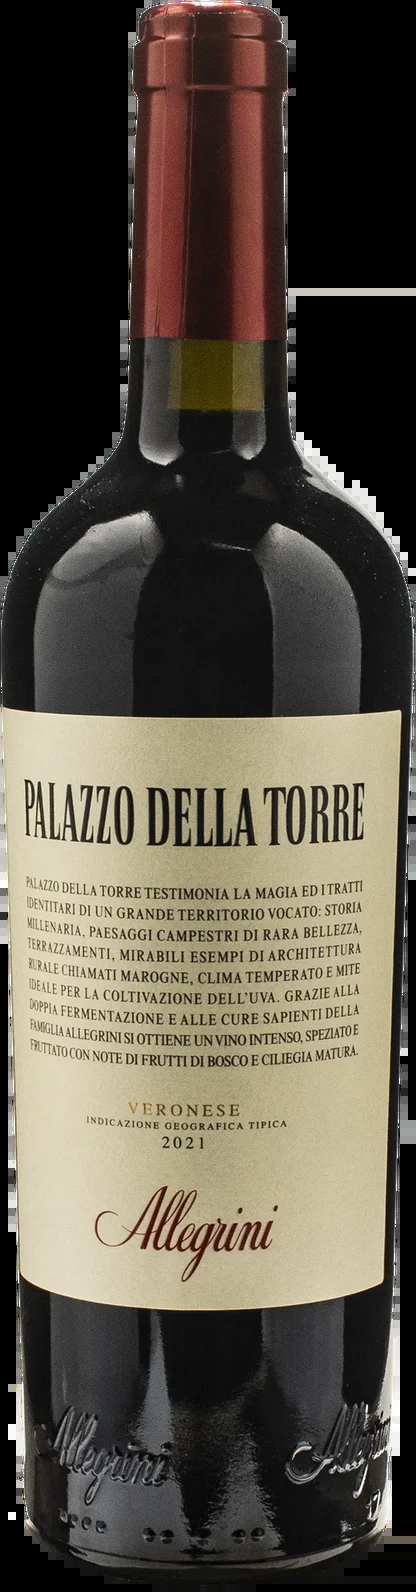 PALAZZO DELLA TORRE
PALAZZO DELLA TORRE TESTIMONIA LA MAGIA ED I TRATTI
IDENTITARI DI UN GRANDE TERRITORIO VOCATO: STORIA
MILLENARIA, PAESAGGI CAMPESTRI DI RARA BELLEZZA,
TERRAZZAMENTI, MIRABILI ESEMPI DI ARCHITETTURA
RURALE CHIAMATI MAROGNE, CLIMA TEMPERATO E MITE
IDEALE PER LA COLTIVAZIONE DELL'UVA. GRAZIE ALLA
DOPPIA FERMENTAZIONE E ALLE CURE SAPIENTI DELLA
FAMIGLIA ALLEGRINI SI OTTIENE UN VINO INTENSO, SPEZIATO E
FRUTTATO CON NOTE DI FRUTTI DI BOSCO E CILIEGIA MATURA.
VERONESE
INDICAZIONE GEOGRAFICA TIPICA
2021
Allegrini
Allegrini Allegrini